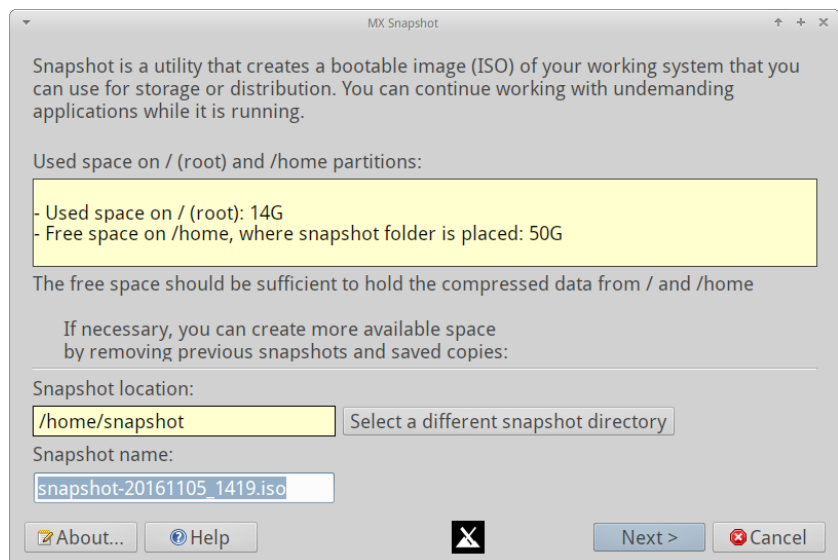 MX Snapshot
Snapshot is a utility that creates a bootable image (ISO) of your working system that you
can use for storage or distribution. You can continue working with undemanding
applications while it is running.
Used space on / (root) and /home partitions:
- Used space on / (root): 14G
- Free space on /home, where snapshot folder is placed: 50G
The free space should be sufficient to hold the compressed data from / and /home
If necessary, you can create more available space
by removing previous snapshots and saved copies:
Snapshot location:
/home/snapshot
Select a different snapshot directory
Snapshot name:
snapshot-20161105_1419.iso
About...
Help
Next >
Cancel